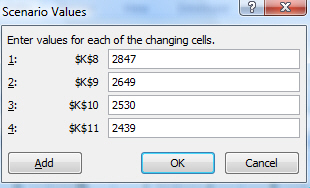 Scenario Values
?
Enter values for each of the changing cells.
1: $K$8 2847
2: $K$9 2649
3: $K$10 2530
4: $K$11 2439
Add OK Cancel